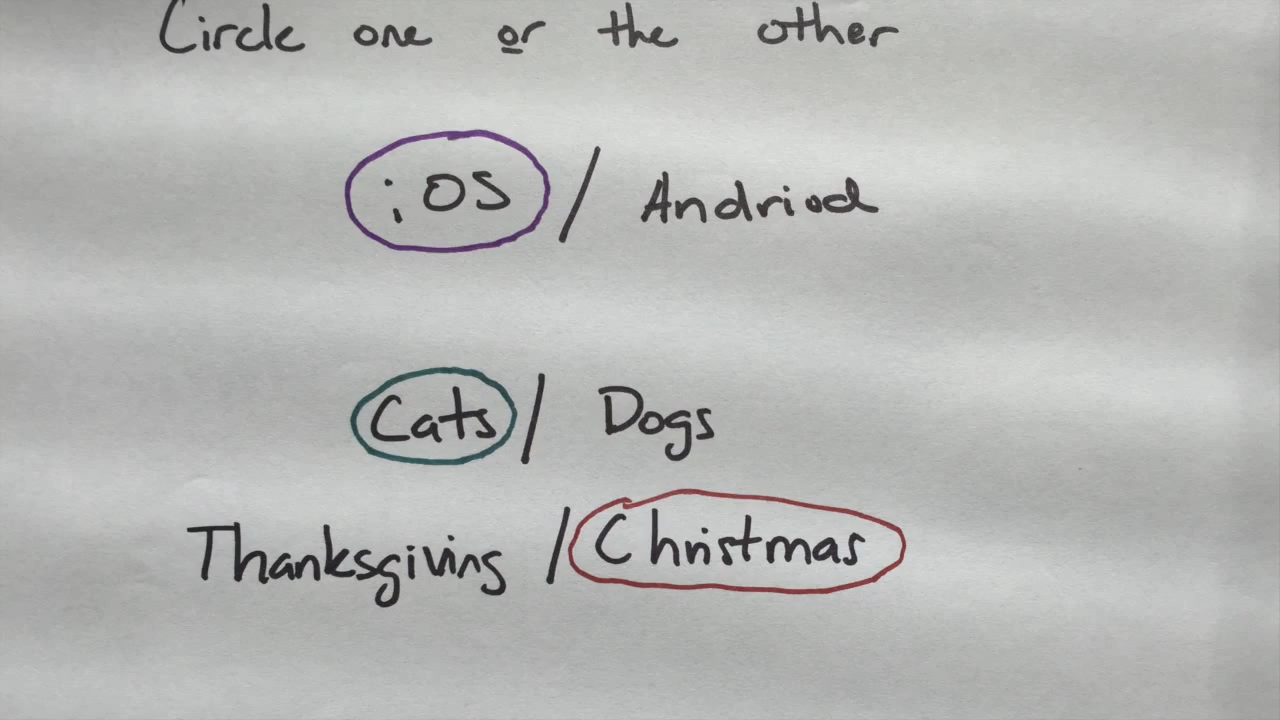 Circle one or the other
iOS / Andriod
Cats / Dogs
Thanksgiving / Christmas